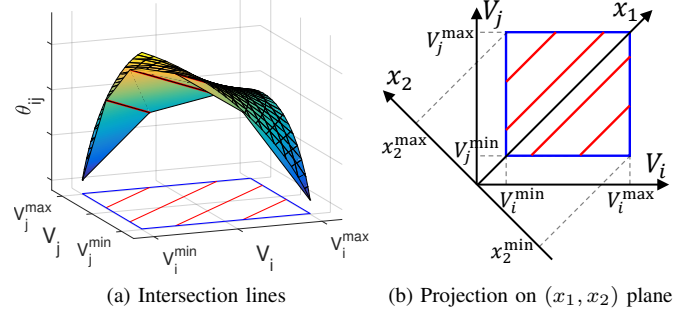 θij
Vjmax
Vj
Vjmin
Vimin
Vi
Vimax
(a) Intersection lines
Vj
x1
Vjmax
x2
x2max
Vjmin
Vi
Vimin
Vimax
x2min
(b) Projection on (x1, x2) plane